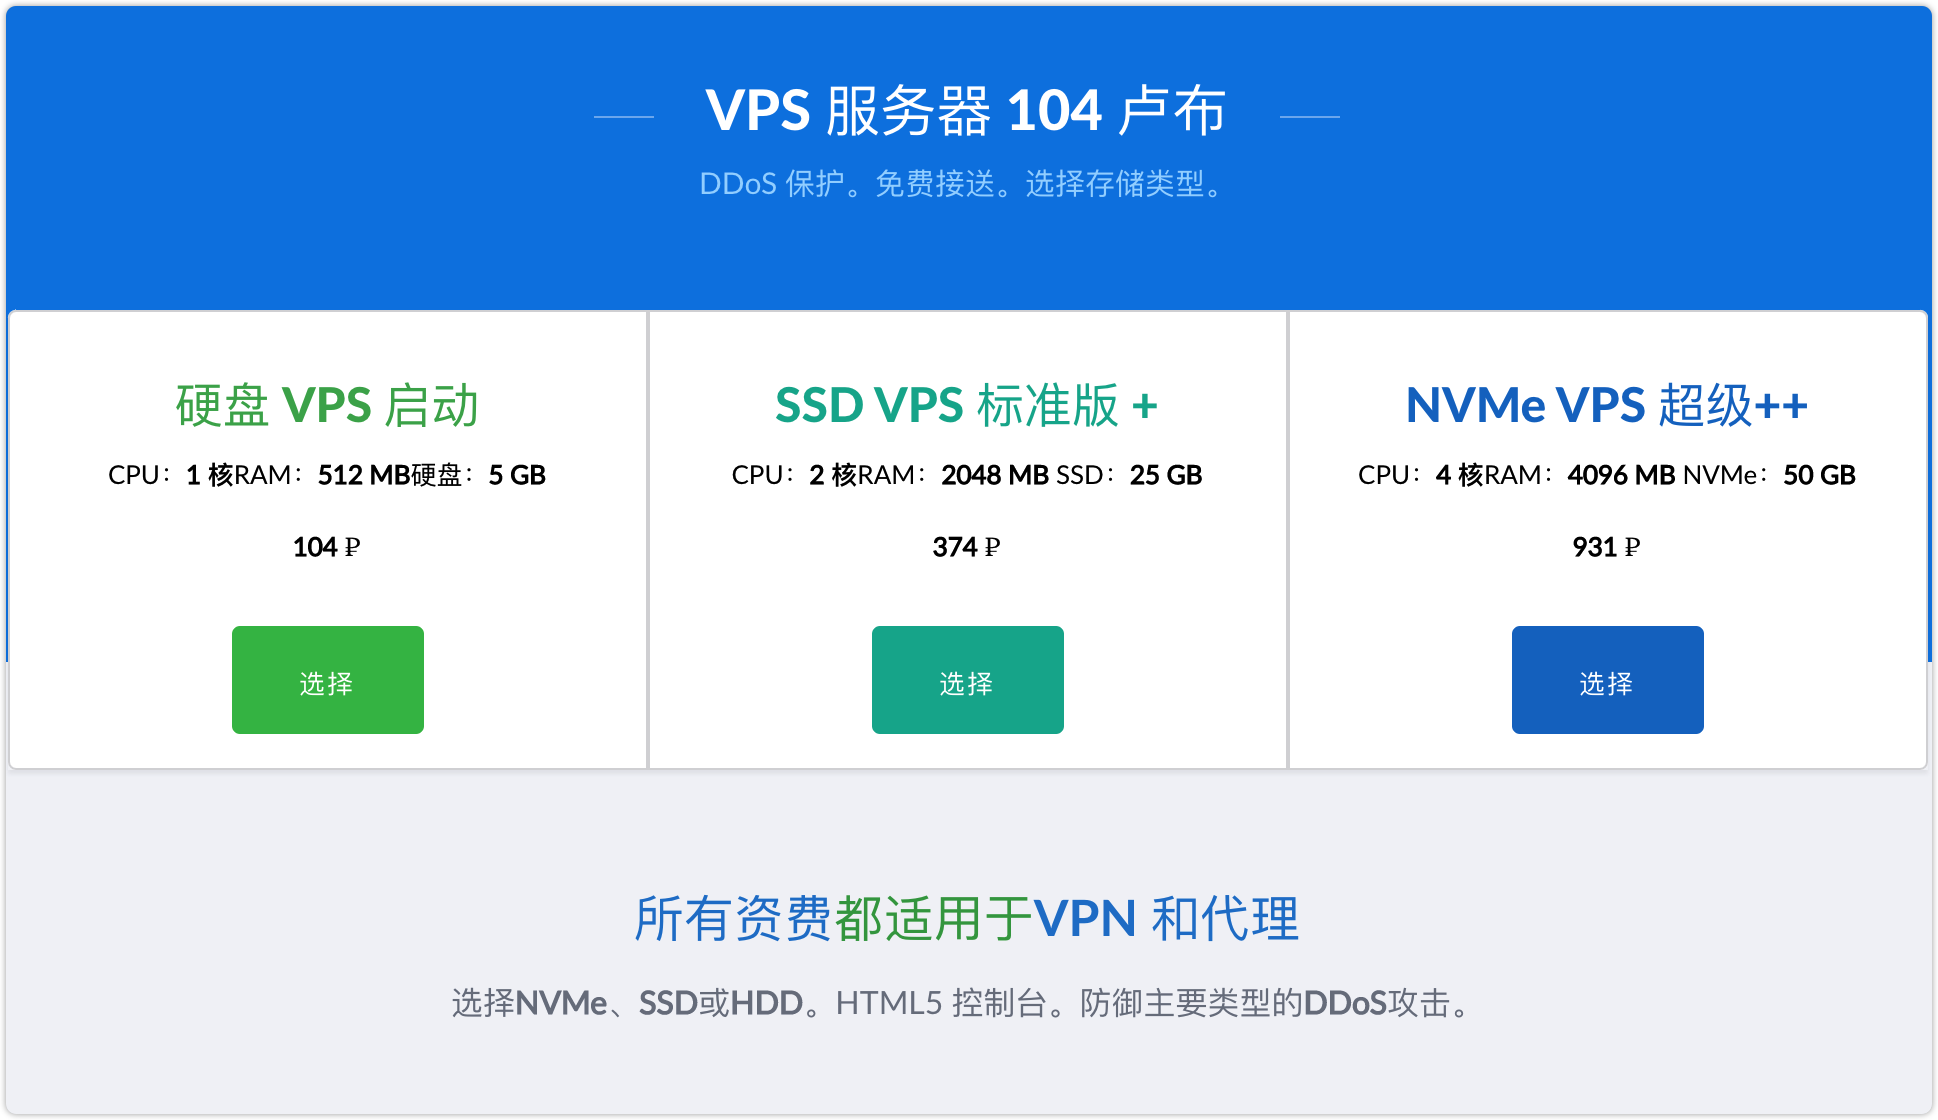 VPS 服务器 104 卢布
DDoS 保护。免费接送。选择存储类型。
硬盘 VPS 启动
CPU：1 核RAM：512 MB硬盘：5 GB
104 ₽
选择
SSD VPS 标准版 +
CPU：2 核RAM：2048 MB SSD：25 GB
374 ₽
选择
NVMe VPS 超级++
CPU：4 核RAM：4096 MB NVMe：50 GB
931 ₽
选择
所有资费都适用于VPN 和代理
选择NVMe、SSD或HDD。HTML5 控制台。防御主要类型的DDoS攻击。